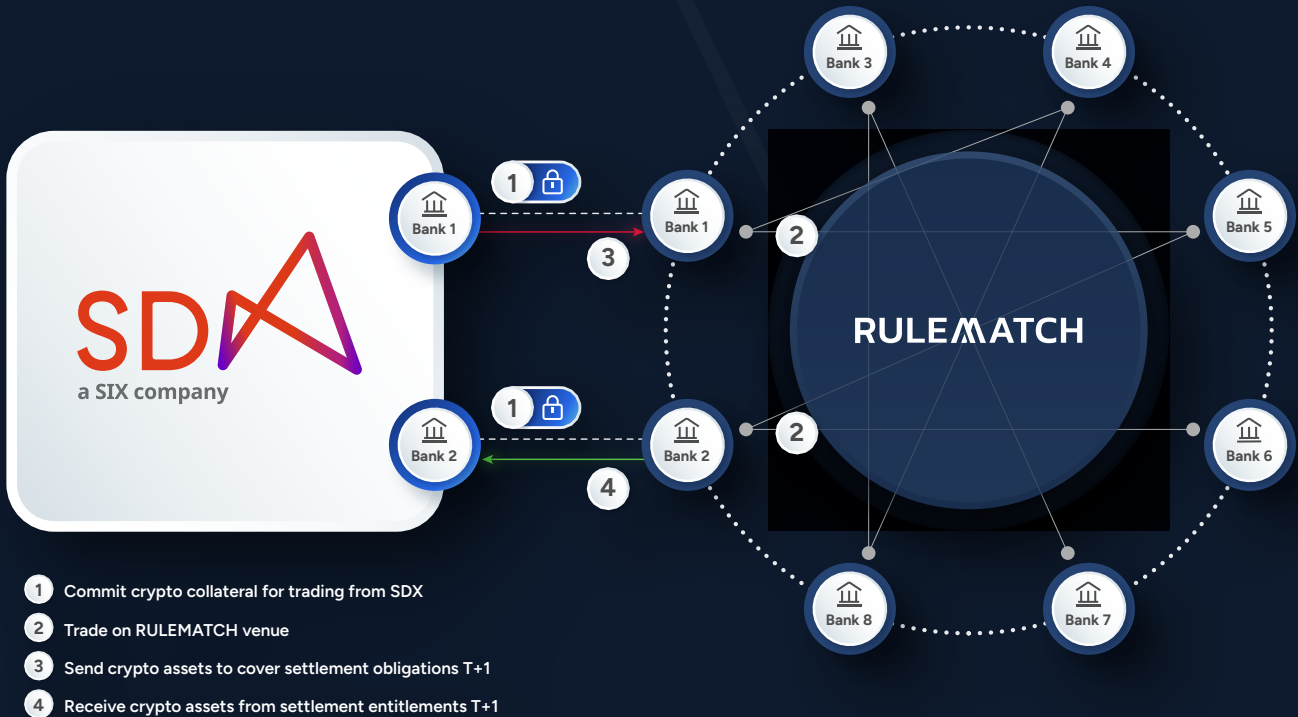 Bank 3
Bank 4
1
Bank 1
Bank 1
Bank 5
2
3
SD
RULEMATCH
a SIX company
1
Bank 2
Bank 2
2
Bank 6
4
1 Commit crypto collateral for trading from SDX
Bank 8
Bank 7
2 Trade on RULEMATCH venue
3 Send crypto assets to cover settlement obligations T+1
4 Receive crypto assets from settlement entitlements T+1